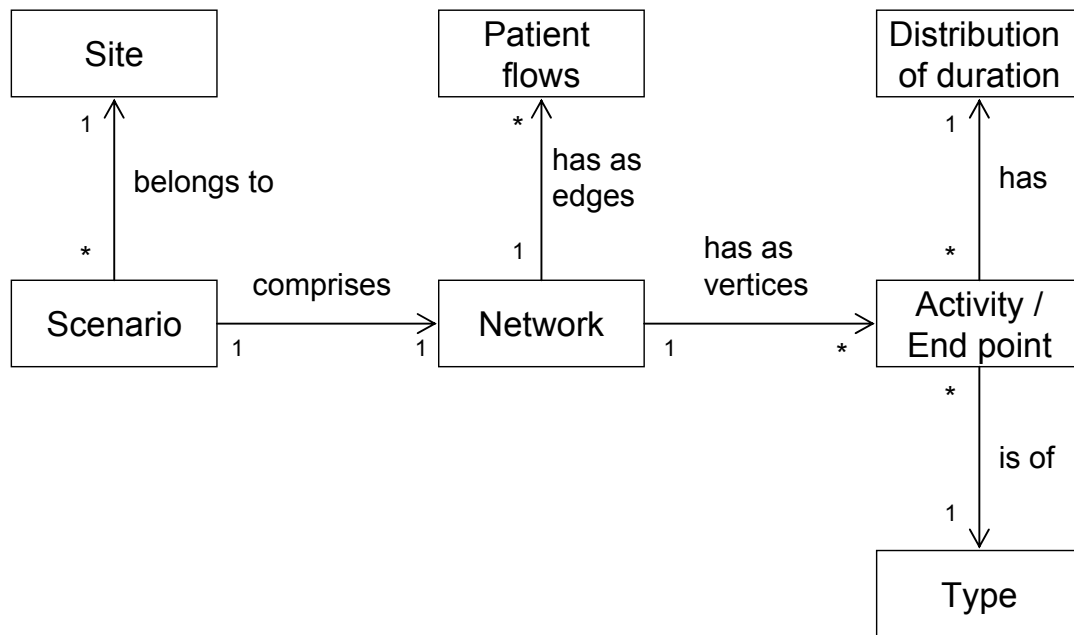 Site
Patient
flows
Distribution
of duration
1
*
1
belongs to
has as
edges
has
*
1
*
comprises
has as
vertices
Scenario
Network
Activity /
End point
1
1
1
*
*
is of
1
Type